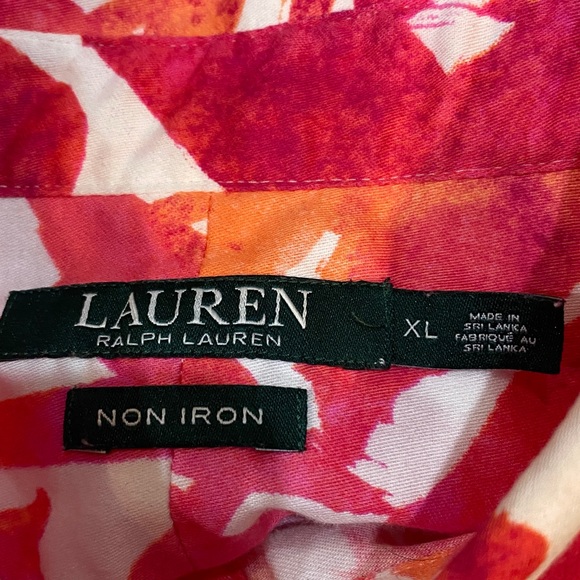 LAUREN
RALPH LAUREN
XL
MADE IN
SRI LANKA
FABRIQUÉ AU
SRI LANKA
NON IRON